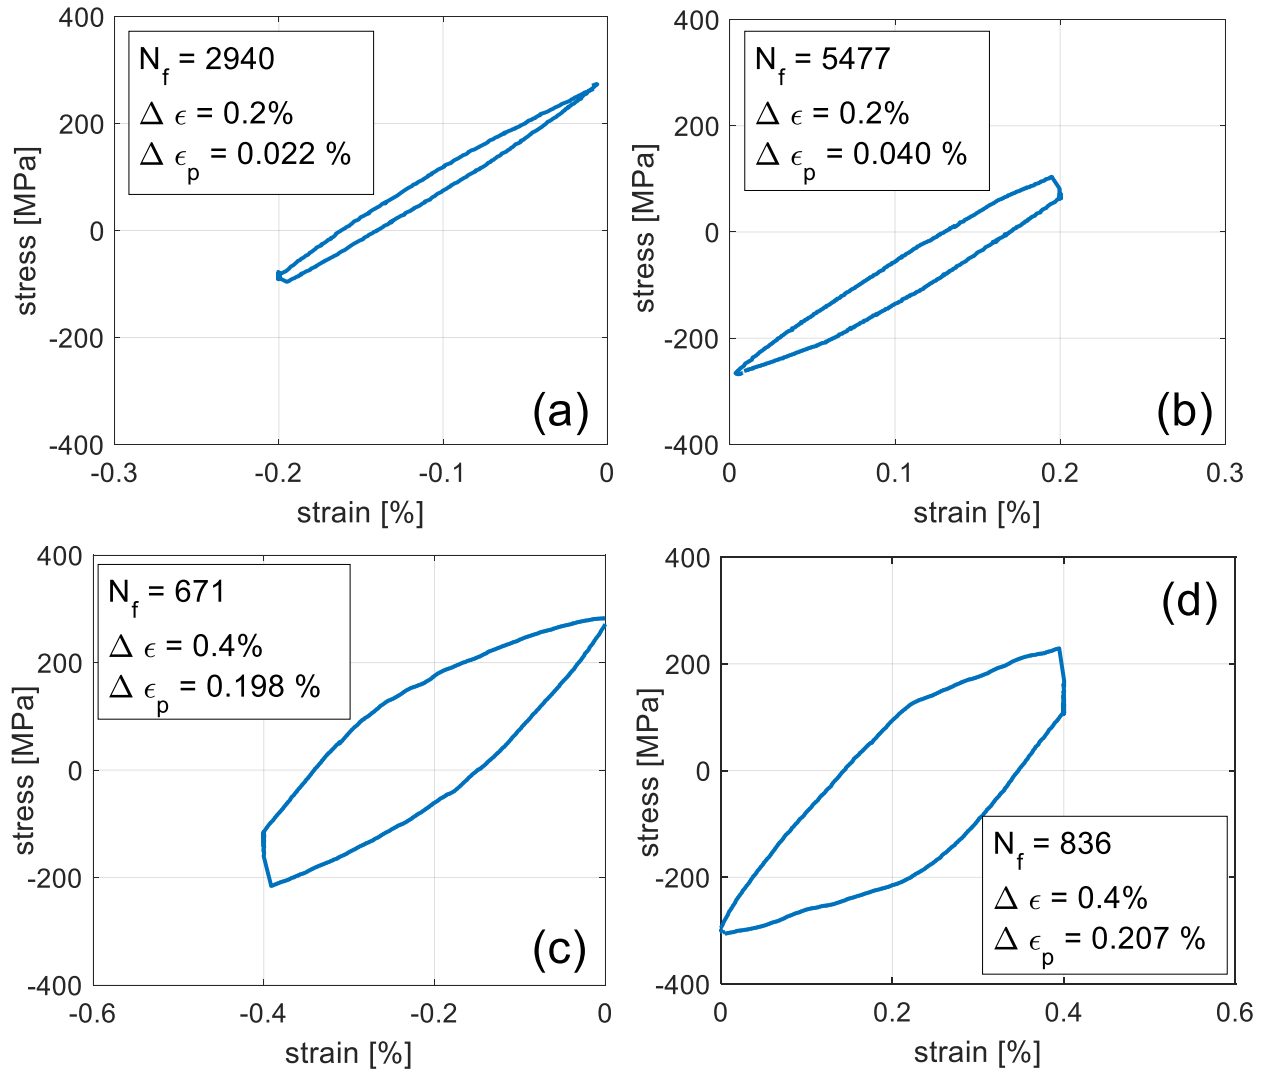 400
200
0
-200
-400
stress [MPa]
N_f = 2940
Δ ϵ = 0.2%
Δ ϵ_p = 0.022 %
(a)
-0.3
-0.2
-0.1
0
strain [%]
400
200
0
-200
-400
stress [MPa]
N_f = 5477
Δ ϵ = 0.2%
Δ ϵ_p = 0.040 %
(b)
0
0.1
0.2
0.3
strain [%]
400
200
0
-200
-400
stress [MPa]
N_f = 671
Δ ϵ = 0.4%
Δ ϵ_p = 0.198 %
(c)
-0.6
-0.4
-0.2
0
strain [%]
400
200
0
-200
-400
stress [MPa]
(d)
N_f = 836
Δ ϵ = 0.4%
Δ ϵ_p = 0.207 %
0
0.2
0.4
0.6
strain [%]